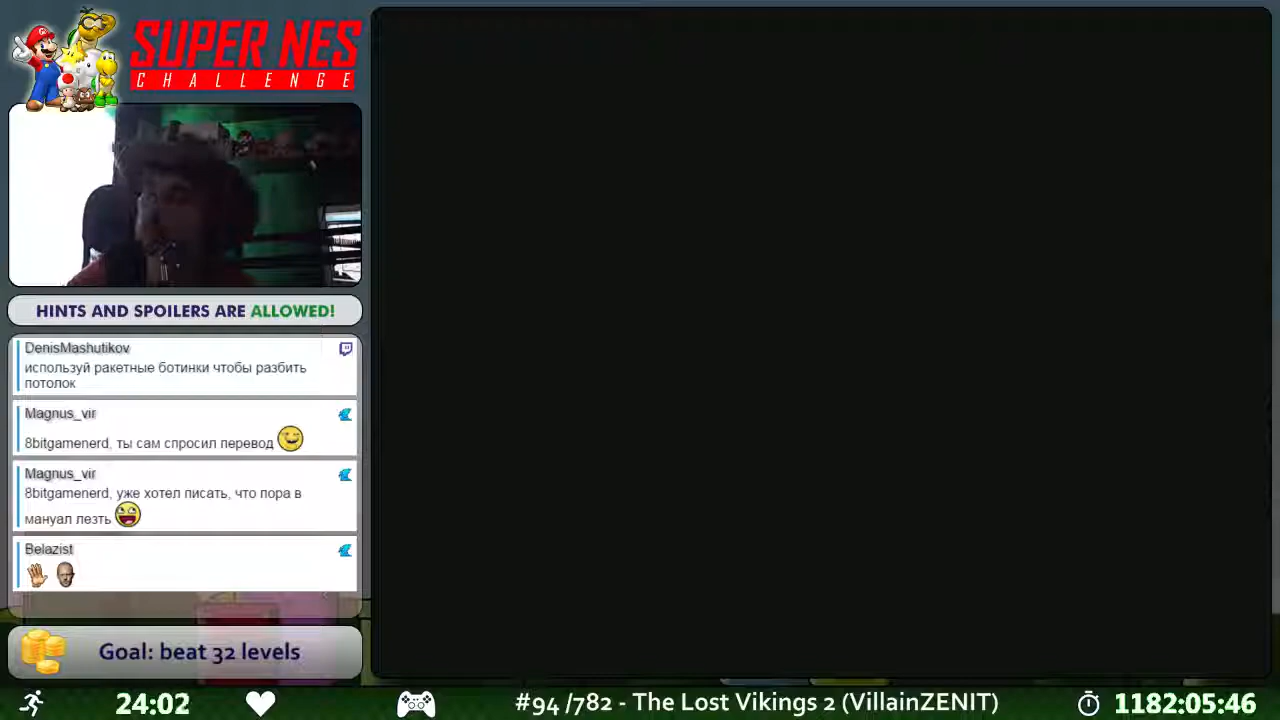 SUPER NES
CHALLENGE
HINTS AND SPOILERS ARE ALLOWED!
DenisMashutikov
используй ракетные ботинки чтобы разбить
потолок
Magnus_vir
8bitgamenerd, ты сам спросил перевод
Magnus_vir
8bitgamenerd, уже хотел писать, что пора в
мануал лезть
Belazist
Goal: beat 32 levels
24:02
#94 /782 - The Lost Vikings 2 (VillainZENIT)
1182:05:46